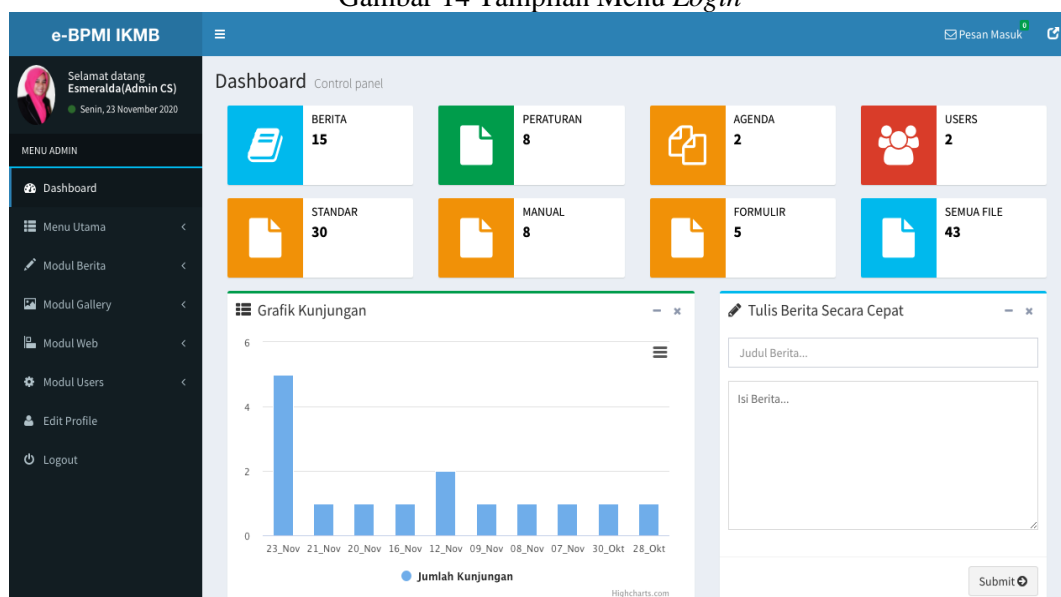 Gambar 14 Tampilan Menu Login
e-BPMI IKMB
Pesan Masuk
0
Selamat datang
Esmeralda(Admin CS)
Senin, 23 November 2020
MENU ADMIN
Dashboard
Menu Utama
Modul Berita
Modul Gallery
Modul Web
Modul Users
Edit Profile
Logout
Dashboard Control panel
BERITA
15
PERATURAN
8
AGENDA
2
USERS
2
STANDAR
30
MANUAL
8
FORMULIR
5
SEMUA FILE
43
Grafik Kunjungan
6
4
2
0
23_Nov 21_Nov 20_Nov 16_Nov 12_Nov 09_Nov 08_Nov 07_Nov 30_Okt 28_Okt
Jumlah Kunjungan
Highcharts.com
Tulis Berita Secara Cepat
Judul Berita...
Isi Berita...
Submit